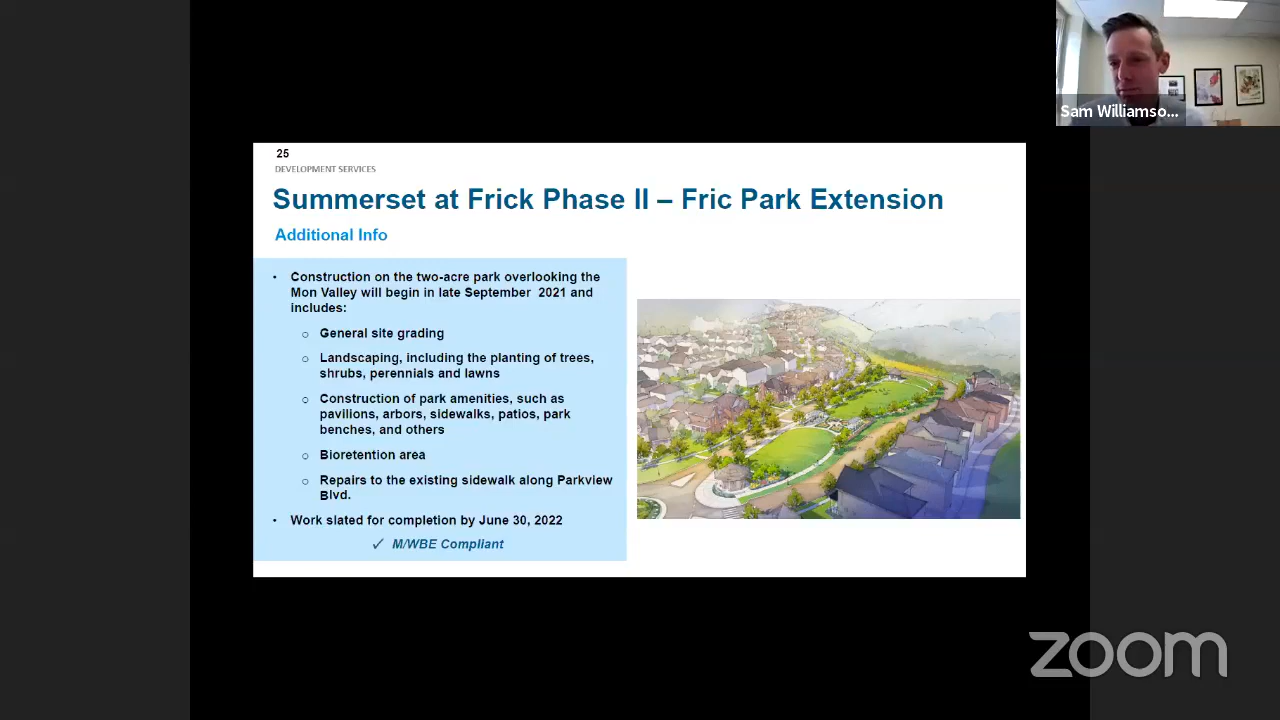 Sam Williamso...
25
DEVELOPMENT SERVICES
Summerset at Frick Phase II – Fric Park Extension
Additional Info
• Construction on the two-acre park overlooking the
Mon Valley will begin in late September 2021 and
includes:
o General site grading
o Landscaping, including the planting of trees,
shrubs, perennials and lawns
o Construction of park amenities, such as
pavilions, arbors, sidewalks, patios, park
benches, and others
o Bioretention area
o Repairs to the existing sidewalk along Parkview
Blvd.
• Work slated for completion by June 30, 2022
✓ M/WBE Compliant
zoom